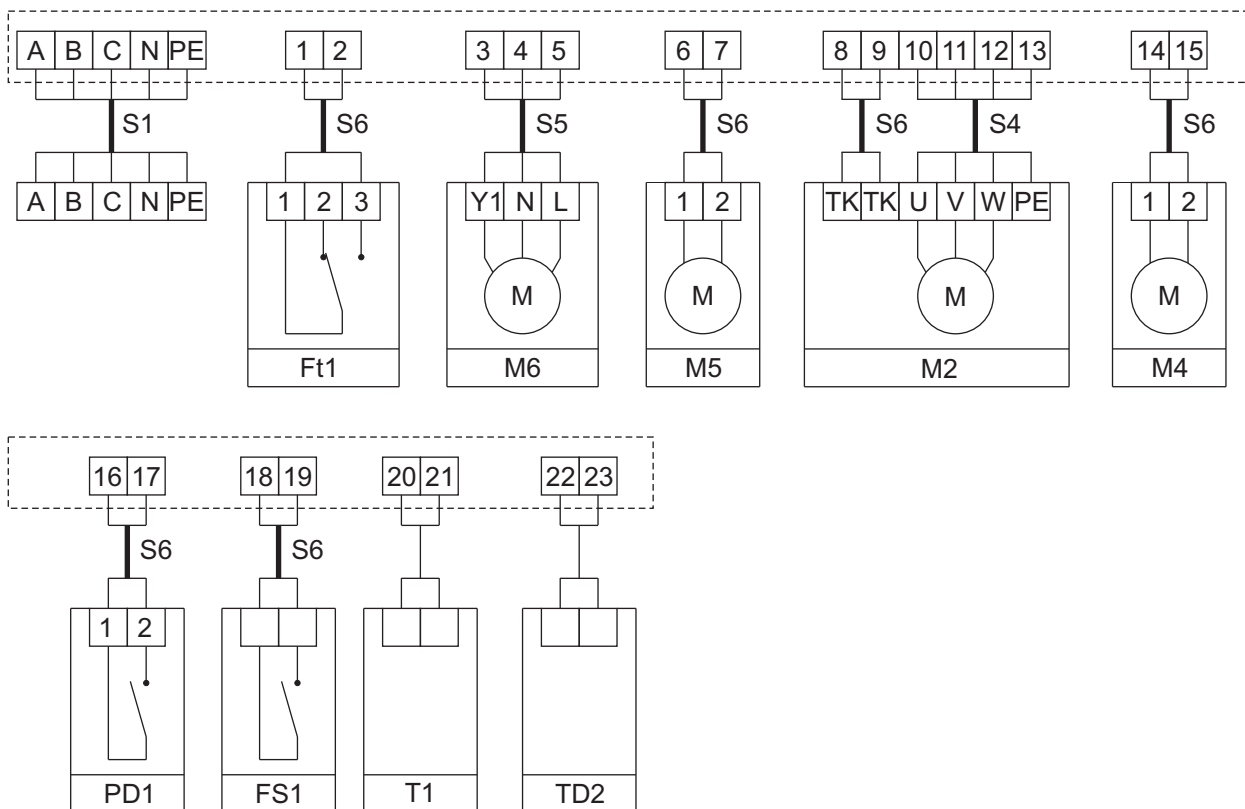 A B C N PE 1 2 3 4 5 6 7 8 9 10 11 12 13 14 15
S1 S6 S5 S6 S6 S4 S6
A B C N PE 1 2 3 Y1 N L 1 2 TK TK U V W PE 1 2
M M M M
Ft1 M6 M5 M2 M4
16 17 18 19 20 21 22 23
S6 S6
1 2
PD1 FS1 T1 TD2